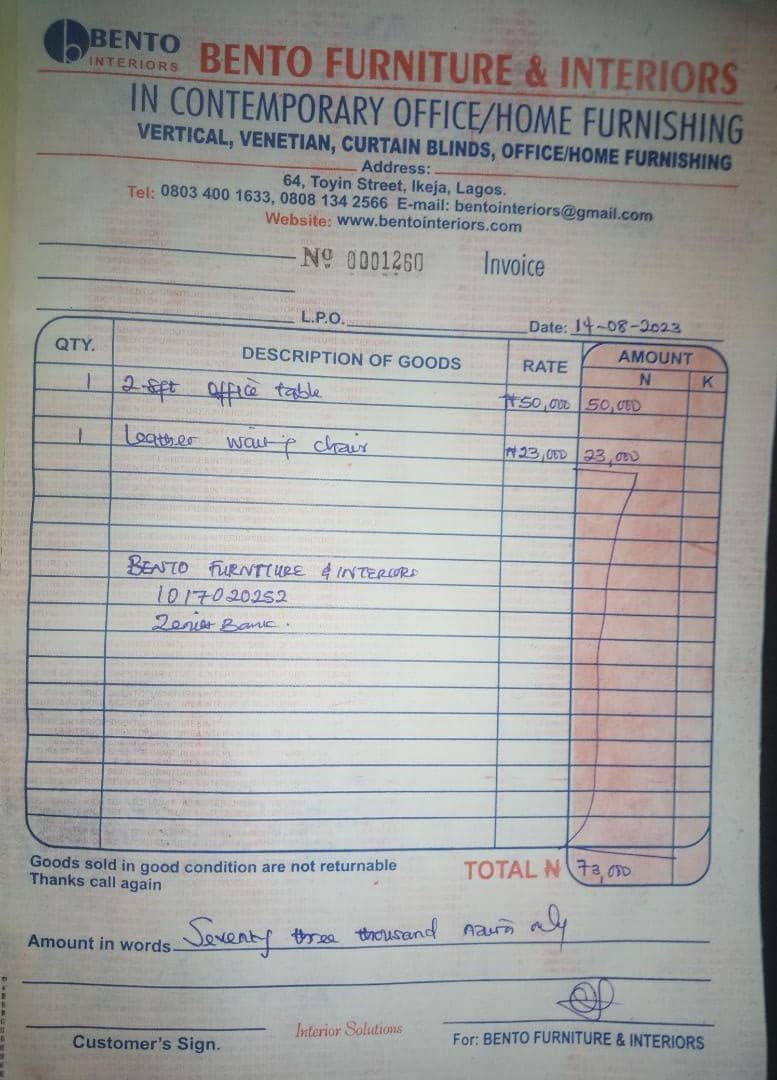 BENTO
INTERIORS
BENTO FURNITURE & INTERIORS
IN CONTEMPORARY OFFICE/HOME FURNISHING
VERTICAL, VENETIAN, CURTAIN BLINDS, OFFICE/HOME FURNISHING
Address:
64, Toyin Street, Ikeja, Lagos.
Tel: 0803 400 1633, 0808 134 2566 E-mail: bentointeriors@gmail.com
Website: www.bentointeriors.com
Nº 0001260 Invoice
L.P.O. Date: 14-08-2023
QTY. DESCRIPTION OF GOODS RATE AMOUNT
N K
1 office table ₦50,000 50,000
1 Leather chair ₦23,000 23,000
BENTO FURNITURE & INTERIORS
1017020252
Bank.
Goods sold in good condition are not returnable
Thanks call again
TOTAL N 73,000
Amount in words Seventy three thousand Naira only
Customer's Sign.
Interior Solutions
For: BENTO FURNITURE & INTERIORS